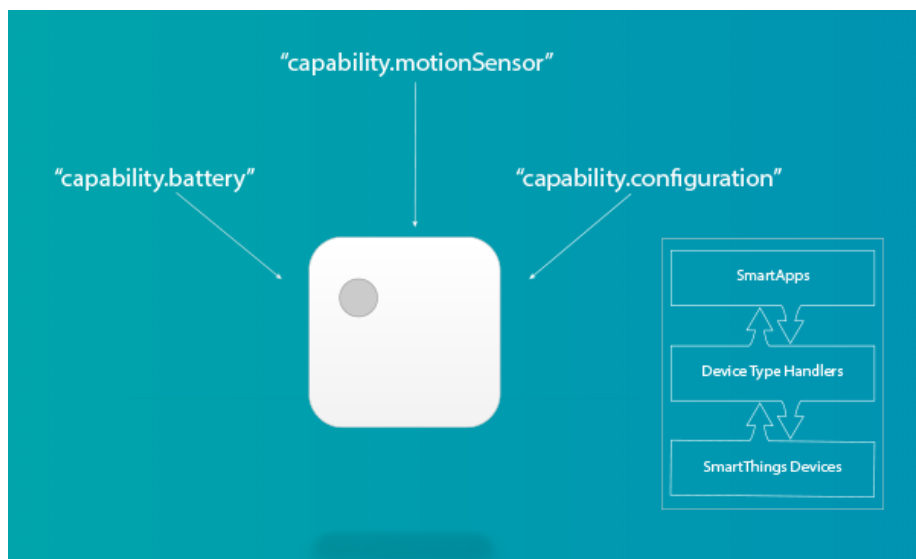 “capability.motionSensor”
“capability.battery”
“capability.configuration”
SmartApps
Device Type Handlers
SmartThings Devices